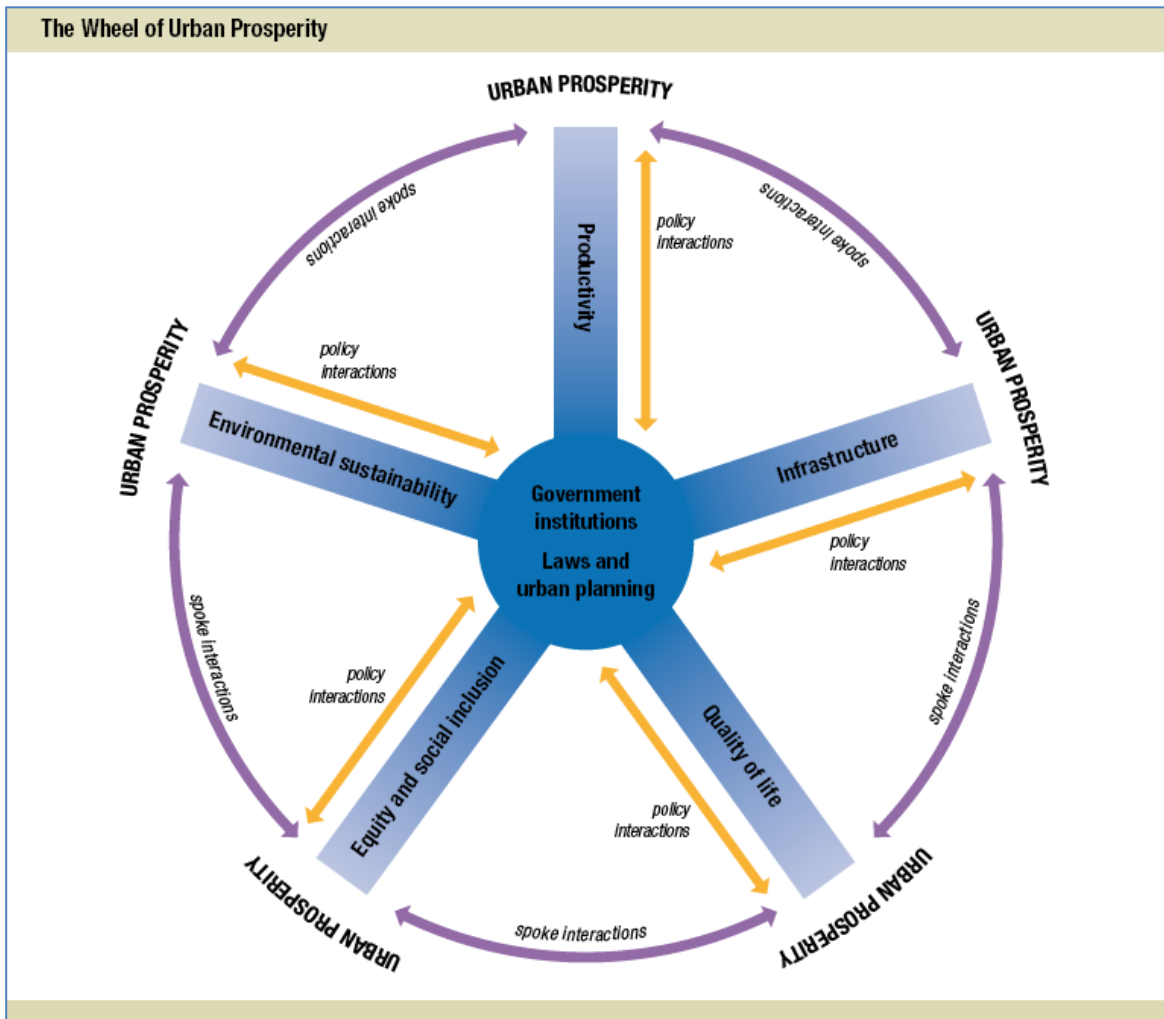 The Wheel of Urban Prosperity
URBAN PROSPERITY
spoke interactions
spoke interactions
policy
interactions
Productivity
URBAN PROSPERITY
URBAN PROSPERITY
policy
interactions
Environmental sustainability
Infrastructure
Government
institutions
Laws and
urban planning
policy
interactions
spoke interactions
spoke interactions
policy
interactions
Equity and social inclusion
Quality of life
policy
interactions
URBAN PROSPERITY
URBAN PROSPERITY
spoke interactions